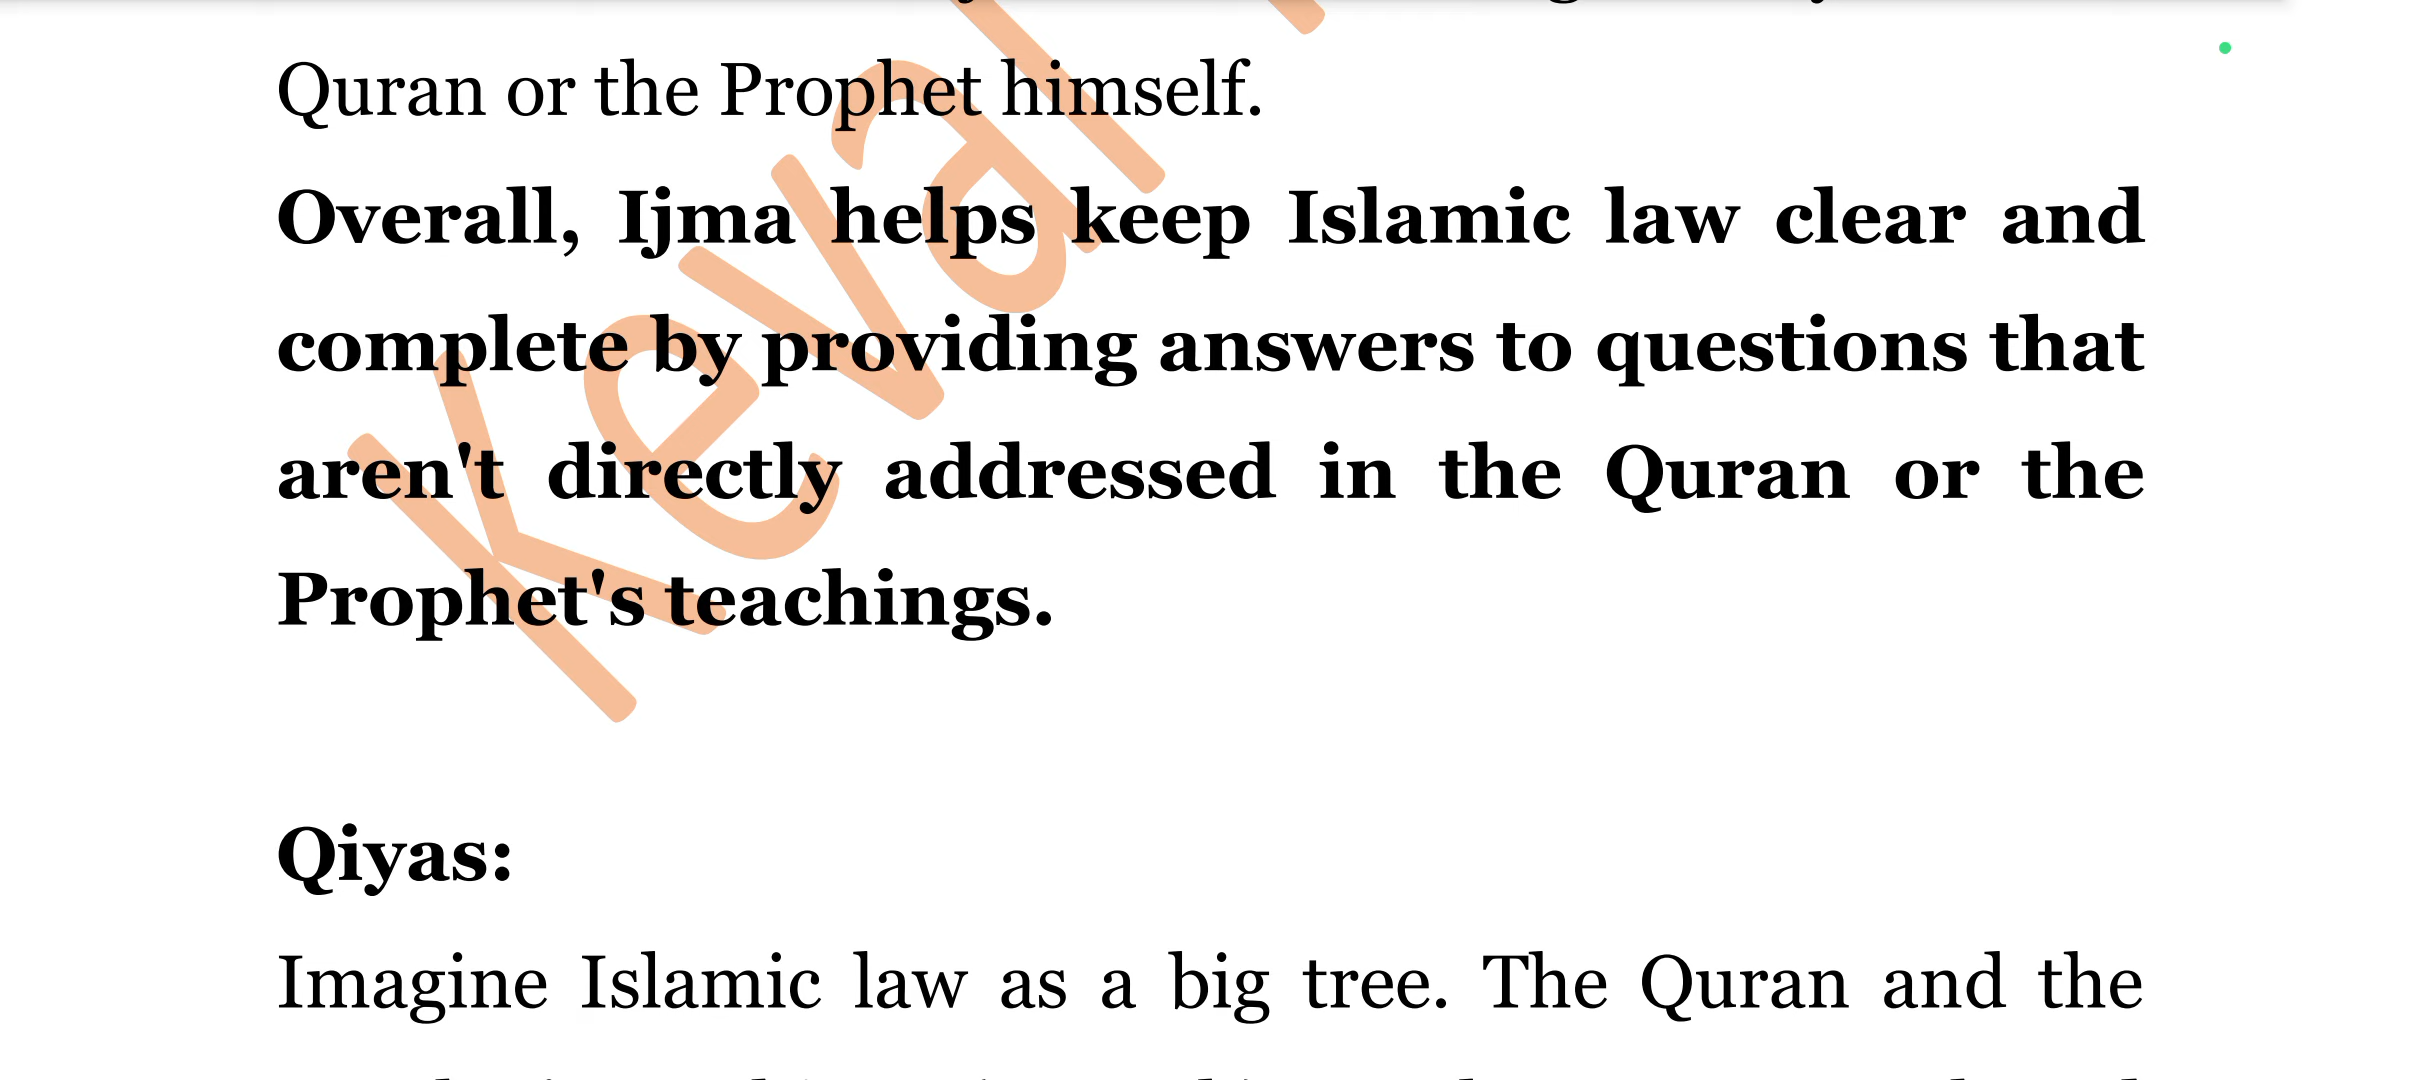 Quran or the Prophet himself.
Overall, Ijma helps keep Islamic law clear and
complete by providing answers to questions that
aren't directly addressed in the Quran or the
Prophet's teachings.
Qiyas:
Imagine Islamic law as a big tree. The Quran and the
Keval